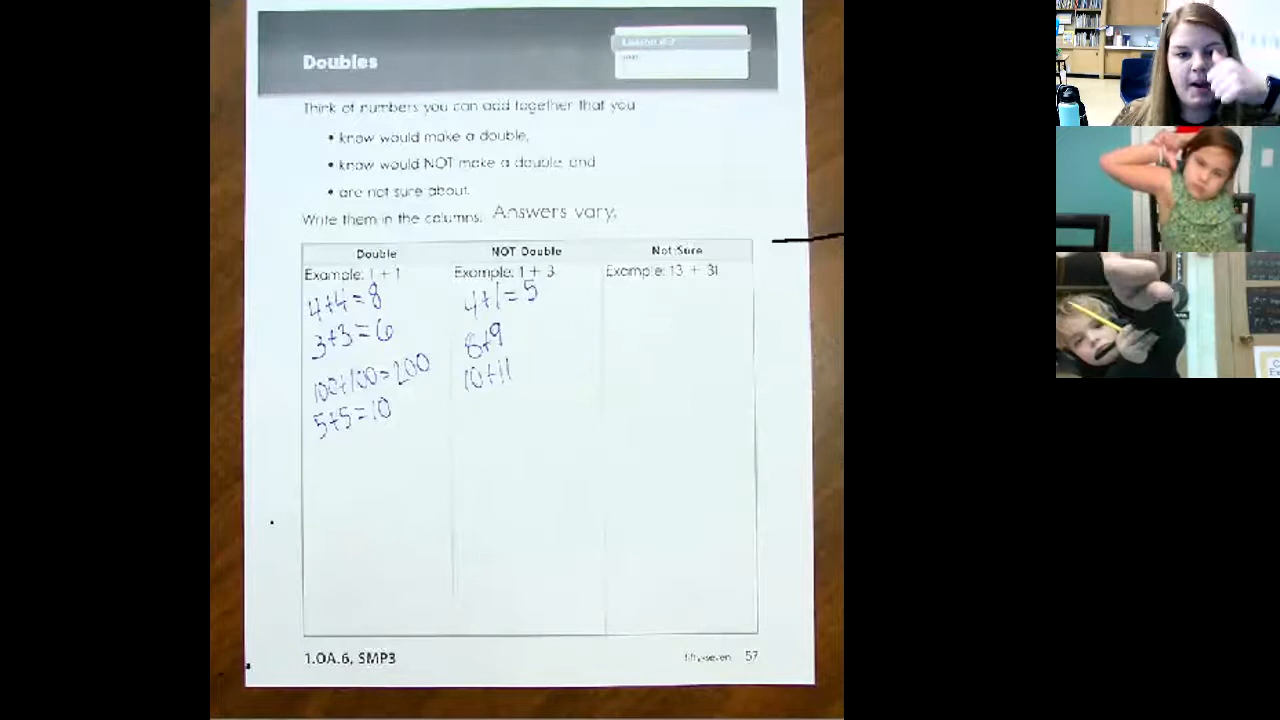 Doubles
Think of numbers you can add together that you
• know would make a double,
• know would NOT make a double, and
• are not sure about.
Write them in the columns. Answers vary.
Double NOT Double Not Sure
Example: 1 + 1 Example: 1 + 3 Example: 13 + 31
4+4=8 4+1=5
3+3=6 8+9
100+100=200 10+11
5+5=10
1.OA.6, SMP3 fifty-seven 57